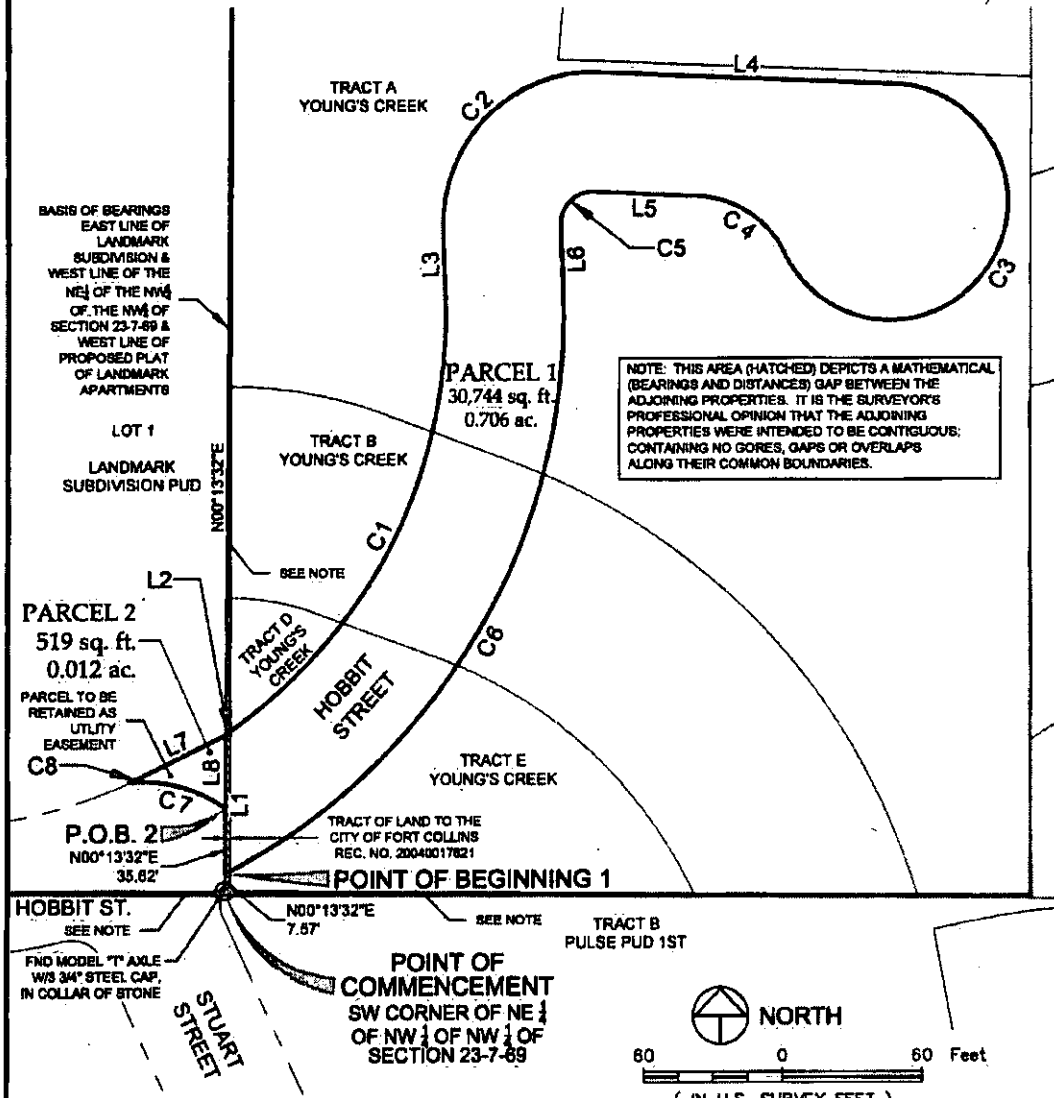 TRACT A
YOUNG'S CREEK
L4
C2
BASIS OF BEARINGS
EAST LINE OF
LANDMARK
SUBDIVISION &
WEST LINE OF THE
NE¼ OF THE NW¼
OF THE NW¼ OF
SECTION 23-7-69 &
WEST LINE OF
PROPOSED PLAT
OF LANDMARK
APARTMENTS
L3
L5
L6
C4
C5
C3
PARCEL 1
30,744 sq. ft.
0.706 ac.
NOTE: THIS AREA (HATCHED) DEPICTS A MATHEMATICAL
(BEARINGS AND DISTANCES) GAP BETWEEN THE
ADJOINING PROPERTIES. IT IS THE SURVEYOR'S
PROFESSIONAL OPINION THAT THE ADJOINING
PROPERTIES WERE INTENDED TO BE CONTIGUOUS;
CONTAINING NO GORES, GAPS OR OVERLAPS
ALONG THEIR COMMON BOUNDARIES.
LOT 1
LANDMARK
SUBDIVISION PUD
N00°13'32"E
TRACT B
YOUNG'S CREEK
C1
SEE NOTE
L2
PARCEL 2
519 sq. ft.
0.012 ac.
TRACT D
YOUNG'S
CREEK
HOBBIT
STREET
C6
PARCEL TO BE
RETAINED AS
UTLITY
EASEMENT
L7
L8
C8
C7
L1
TRACT E
YOUNG'S CREEK
P.O.B. 2
N00°13'32"E
35.62'
TRACT OF LAND TO THE
CITY OF FORT COLLINS
REC. NO. 20040017621
POINT OF BEGINNING 1
HOBBIT ST.
SEE NOTE
N00°13'32"E
7.57'
SEE NOTE
TRACT B
PULSE PUD 1ST
FND MODEL "T" AXLE
W/S 3/4" STEEL CAP,
IN COLLAR OF STONE
STUART
STREET
POINT OF
COMMENCEMENT
SW CORNER OF NE ¼
OF NW ¼ OF NW ¼ OF
SECTION 23-7-69
NORTH
60 0 60 Feet
( IN U.S. SURVEY FEET )